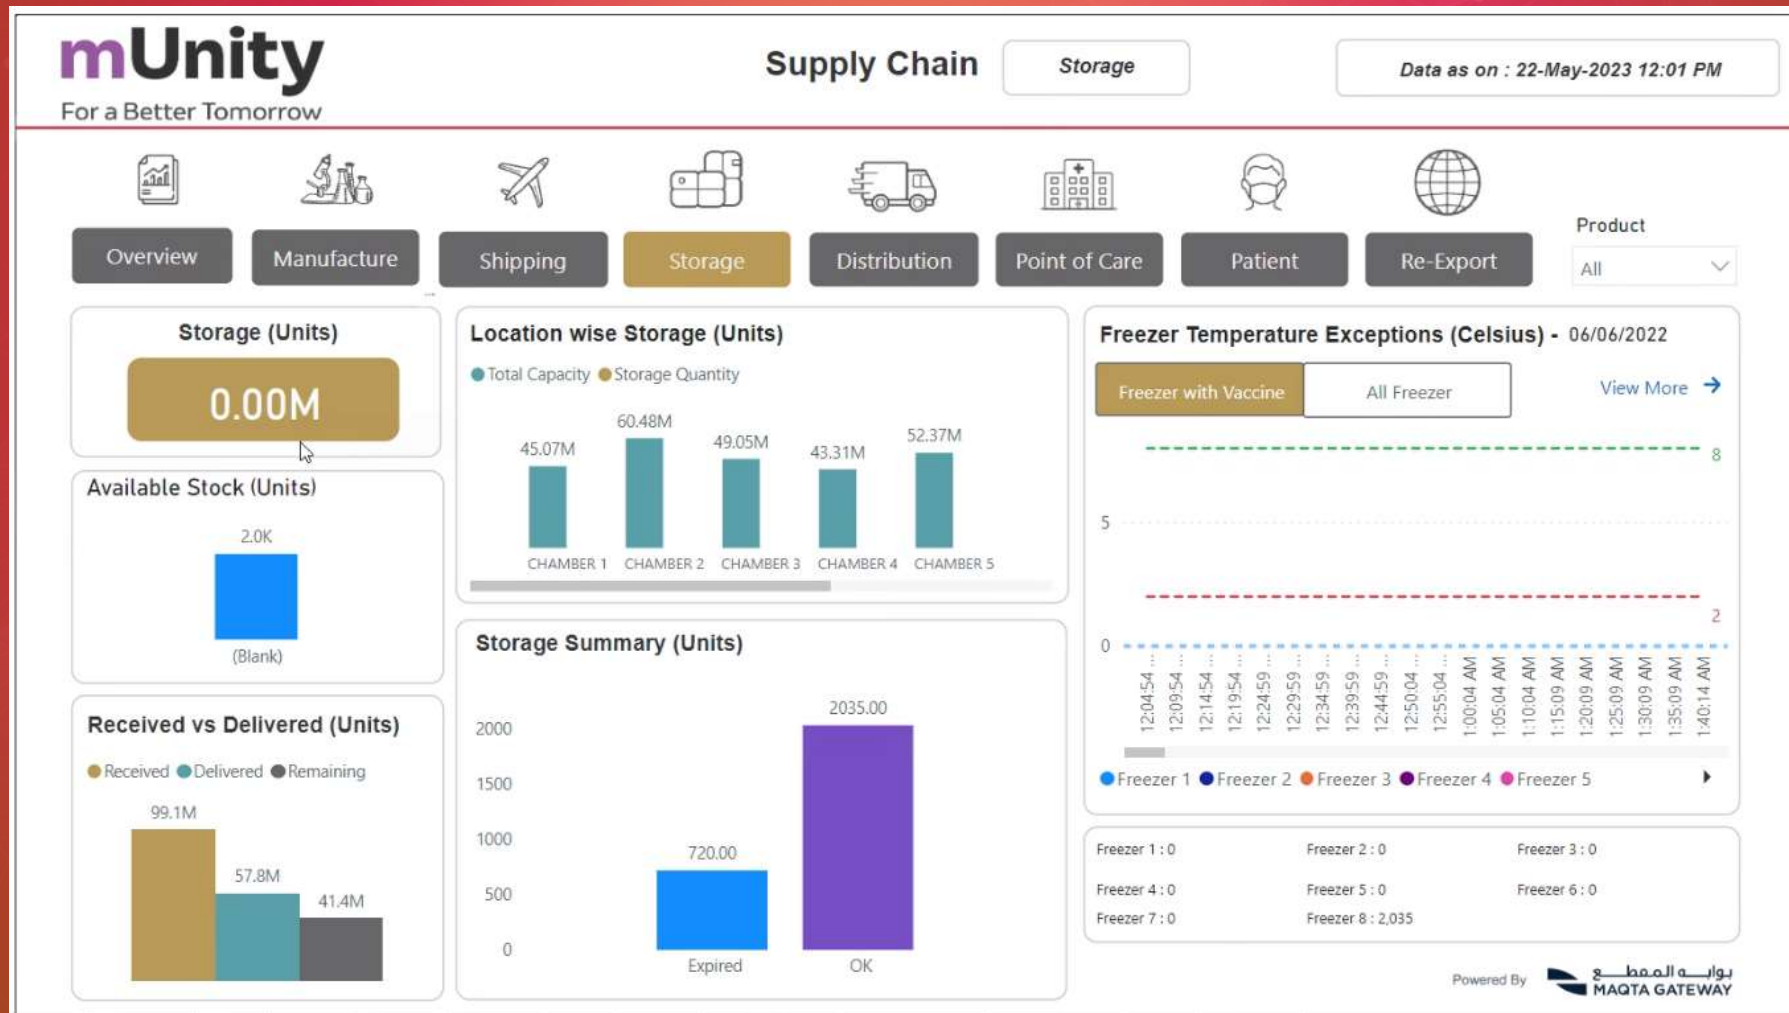 mUnity
For a Better Tomorrow
Supply Chain
Storage
Data as on : 22-May-2023 12:01 PM
Overview
Manufacture
Shipping
Storage
Distribution
Point of Care
Patient
Re-Export
Product
All
Storage (Units)
0.00M
Available Stock (Units)
2.0K
(Blank)
Received vs Delivered (Units)
Received Delivered Remaining
99.1M
57.8M
41.4M
Location wise Storage (Units)
Total Capacity Storage Quantity
45.07M
60.48M
49.05M
43.31M
52.37M
CHAMBER 1 CHAMBER 2 CHAMBER 3 CHAMBER 4 CHAMBER 5
Storage Summary (Units)
2000
1500
1000
500
0
720.00
2035.00
Expired
OK
Freezer Temperature Exceptions (Celsius) - 06/06/2022
Freezer with Vaccine
All Freezer
View More
8
5
2
0
12:04:54 ...
12:09:54 ...
12:14:54 ...
12:19:54 ...
12:24:59 ...
12:29:59 ...
12:34:59 ...
12:39:59 ...
12:44:59 ...
12:50:04 ...
12:55:04 ...
1:00:04 AM
1:05:04 AM
1:10:04 AM
1:15:09 AM
1:20:09 AM
1:25:09 AM
1:30:09 AM
1:35:09 AM
1:40:14 AM
Freezer 1 Freezer 2 Freezer 3 Freezer 4 Freezer 5
Freezer 1 : 0 Freezer 2 : 0 Freezer 3 : 0
Freezer 4 : 0 Freezer 5 : 0 Freezer 6 : 0
Freezer 7 : 0 Freezer 8 : 2,035
Powered By
بوابـــة المقطـــع
MAQTA GATEWAY